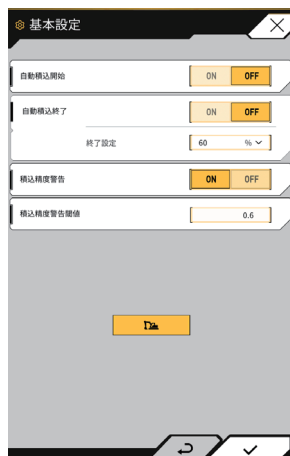 基本設定
自動積込開始 ON OFF
自動積込終了 ON OFF
終了設定 60 %
積込精度警告 ON OFF
積込精度警告閾値 0.6